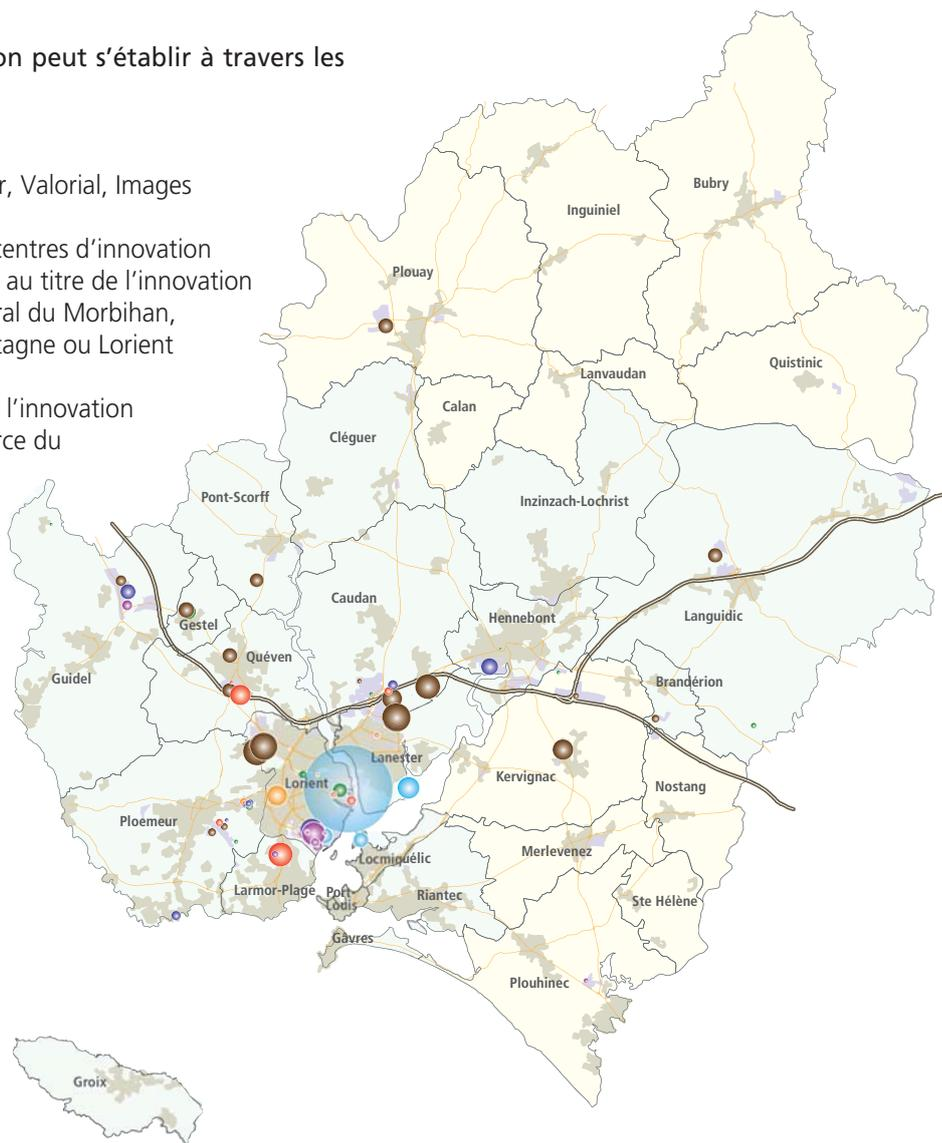 on peut s’établir à travers les
r, Valorial, Images
centres d’innovation
au titre de l’innovation
ral du Morbihan,
tagne ou Lorient
l’innovation
rce du
Bubry
Inguiniel
Plouay
Quistinic
Lanvaudan
Calan
Cléguer
Pont-Scorff
Inzinzach-Lochrist
Caudan
Gestel
Hennebont
Languidic
Quéven
Guidel
Brandérion
Lanester
Kervignac
Lorient
Nostang
Ploemeur
Merlevenez
Locmiquélic
Larmor-Plage
Port
Louis
Riantec
Ste Hélène
Gâvres
Plouhinec
Groix